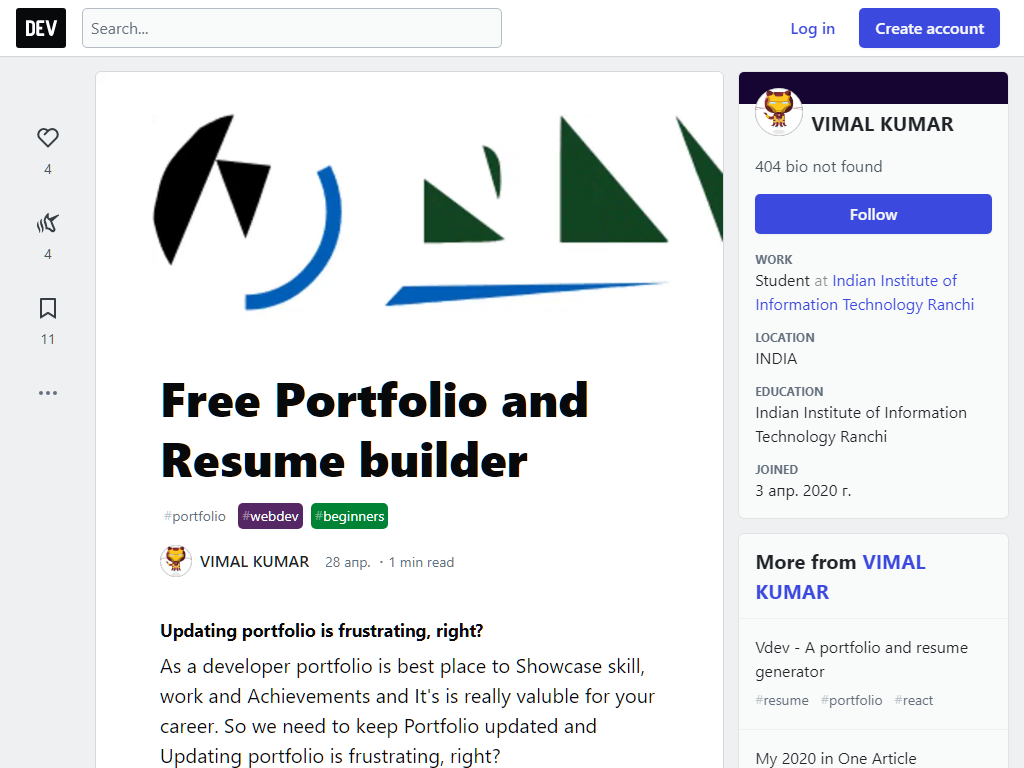 DEV
Search...
Log in
Create account
4
4
11
Free Portfolio and
Resume builder
#portfolio #webdev #beginners
VIMAL KUMAR 28 апр. · 1 min read
Updating portfolio is frustrating, right?
As a developer portfolio is best place to Showcase skill,
work and Achievements and It's is really valuble for your
career. So we need to keep Portfolio updated and
Updating portfolio is frustrating, right?
VIMAL KUMAR
404 bio not found
Follow
WORK
Student at Indian Institute of
Information Technology Ranchi
LOCATION
INDIA
EDUCATION
Indian Institute of Information
Technology Ranchi
JOINED
3 апр. 2020 г.
More from VIMAL
KUMAR
Vdev - A portfolio and resume
generator
#resume #portfolio #react
My 2020 in One Article